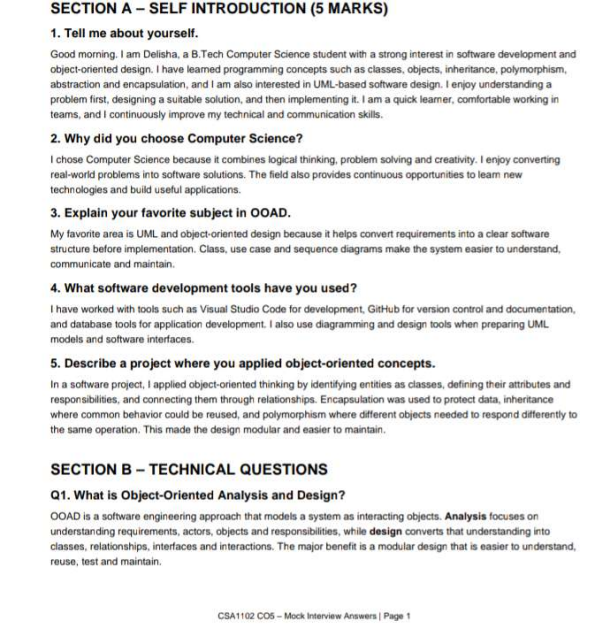 SECTION A – SELF INTRODUCTION (5 MARKS)
1. Tell me about yourself.
Good morning. I am Delisha, a B.Tech Computer Science student with a strong interest in software development and
object-oriented design. I have learned programming concepts such as classes, objects, inheritance, polymorphism,
abstraction and encapsulation, and I am also interested in UML-based software design. I enjoy understanding a
problem first, designing a suitable solution, and then implementing it. I am a quick learner, comfortable working in
teams, and I continuously improve my technical and communication skills.
2. Why did you choose Computer Science?
I chose Computer Science because it combines logical thinking, problem solving and creativity. I enjoy converting
real-world problems into software solutions. The field also provides continuous opportunities to learn new
technologies and build useful applications.
3. Explain your favorite subject in OOAD.
My favorite area is UML and object-oriented design because it helps convert requirements into a clear software
structure before implementation. Class, use case and sequence diagrams make the system easier to understand,
communicate and maintain.
4. What software development tools have you used?
I have worked with tools such as Visual Studio Code for development, GitHub for version control and documentation,
and database tools for application development. I also use diagramming and design tools when preparing UML
models and software interfaces.
5. Describe a project where you applied object-oriented concepts.
In a software project, I applied object-oriented thinking by identifying entities as classes, defining their attributes and
responsibilities, and connecting them through relationships. Encapsulation was used to protect data, inheritance
where common behavior could be reused, and polymorphism where different objects needed to respond differently to
the same operation. This made the design modular and easier to maintain.
SECTION B – TECHNICAL QUESTIONS
Q1. What is Object-Oriented Analysis and Design?
OOAD is a software engineering approach that models a system as interacting objects. Analysis focuses on
understanding requirements, actors, objects and responsibilities, while design converts that understanding into
classes, relationships, interfaces and interactions. The major benefit is a modular design that is easier to understand,
reuse, test and maintain.
CSA1102 CO5 – Mock Interview Answers | Page 1